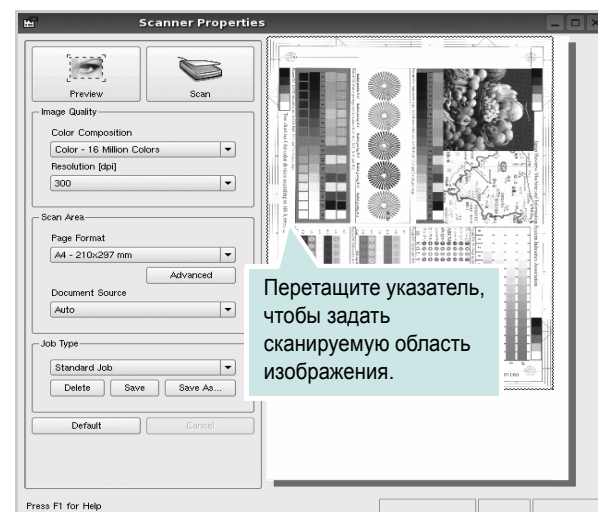 Scanner Properties
Preview
Scan
Image Quality
Color Composition
Color - 16 Million Colors
Resolution [dpi]
300
Scan Area
Page Format
A4 - 210x297 mm
Advanced
Document Source
Auto
Job Type
Standard Job
Delete
Save
Save As...
Default
Cancel
Перетащите указатель,
чтобы задать
сканируемую область
изображения.
Press F1 for Help